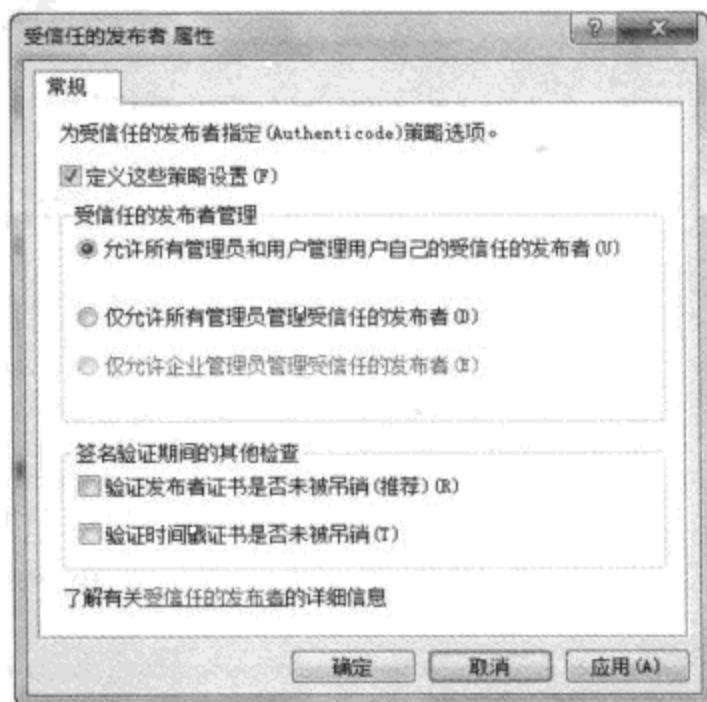 受信任的发布者 属性
常规
为受信任的发布者指定(Authenticode)策略选项。
定义这些策略设置(F)
受信任的发布者管理
允许所有管理员和用户管理用户自己的受信任的发布者(U)
仅允许所有管理员管理受信任的发布者(D)
仅允许企业管理员管理受信任的发布者(E)
签名验证期间的其他检查
验证发布者证书是否未被吊销(推荐)(R)
验证时间戳证书是否未被吊销(T)
了解有关受信任的发布者的详细信息
确定 取消 应用(A)